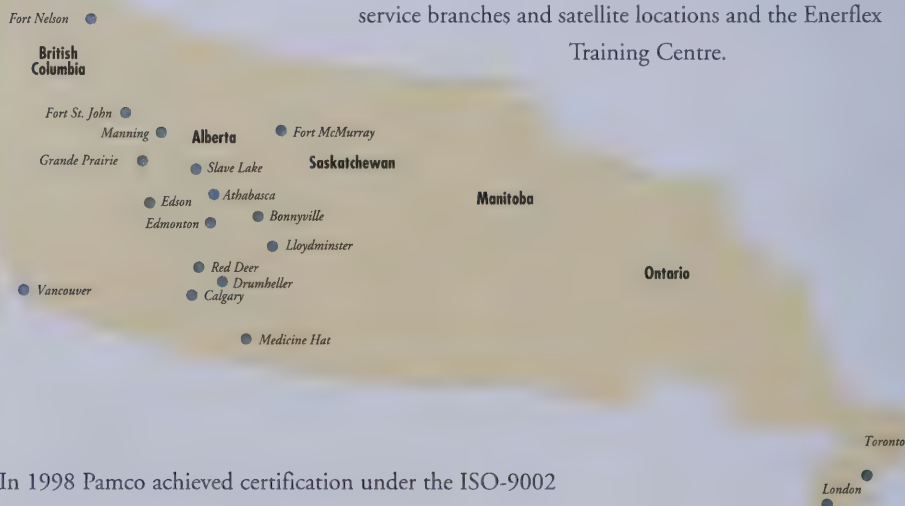 service branches and satellite locations and the Enerflex
Training Centre.
Fort Nelson
British
Columbia
Fort St. John
Manning
Alberta
Fort McMurray
Grande Prairie
Saskatchewan
Slave Lake
Athabasca
Manitoba
Edson
Bonnyville
Edmonton
Lloydminster
Red Deer
Ontario
Drumheller
Vancouver
Calgary
Medicine Hat
Toronto
In 1998 Pamco achieved certification under the ISO-9002
London